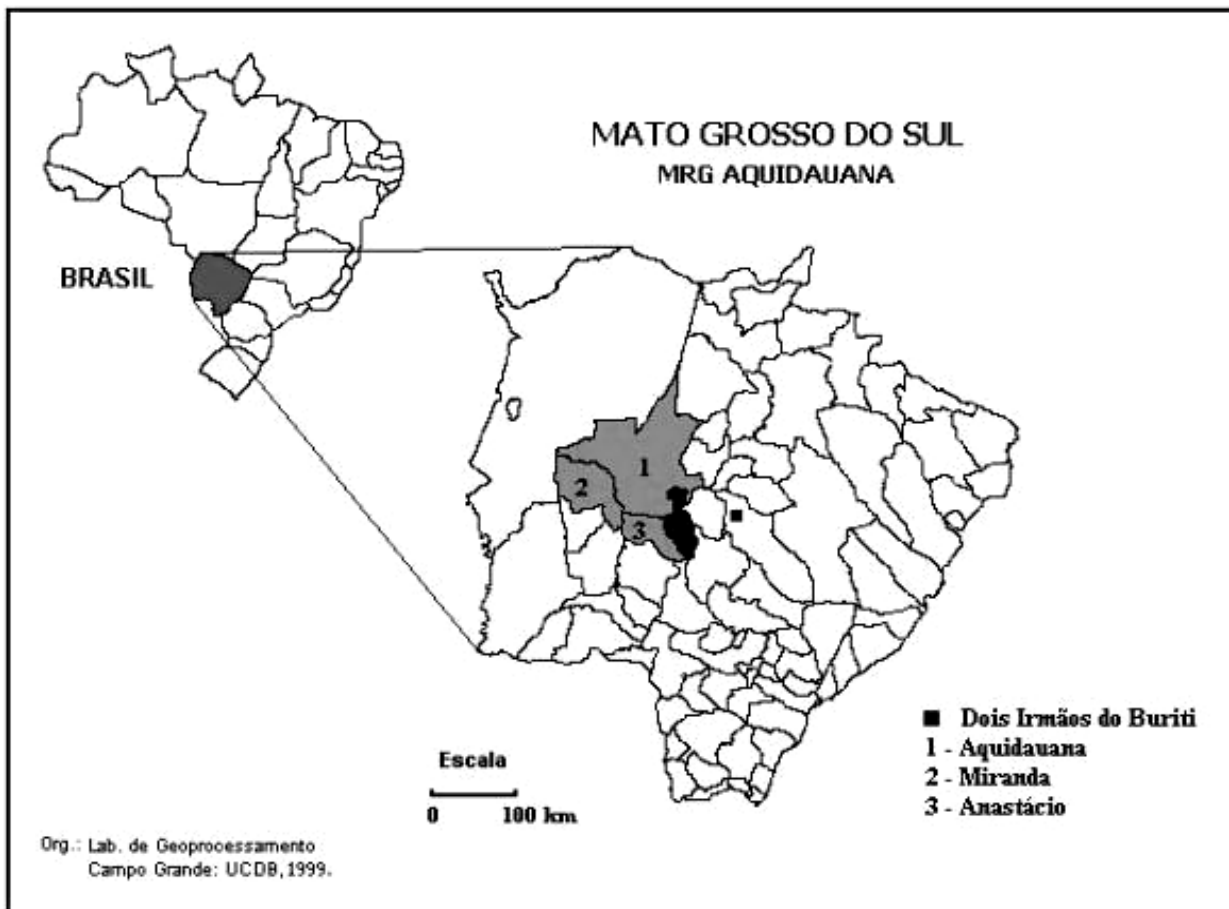 MATO GROSSO DO SUL
MRG AQUIDAUANA
BRASIL
1
2
3
■ Dois Irmãos do Buriti
1 - Aquidauana
2 - Miranda
3 - Anastácio
Escala
0 100 km
Org.: Lab. de Geoprocessamento
Campo Grande: UCDB, 1999.